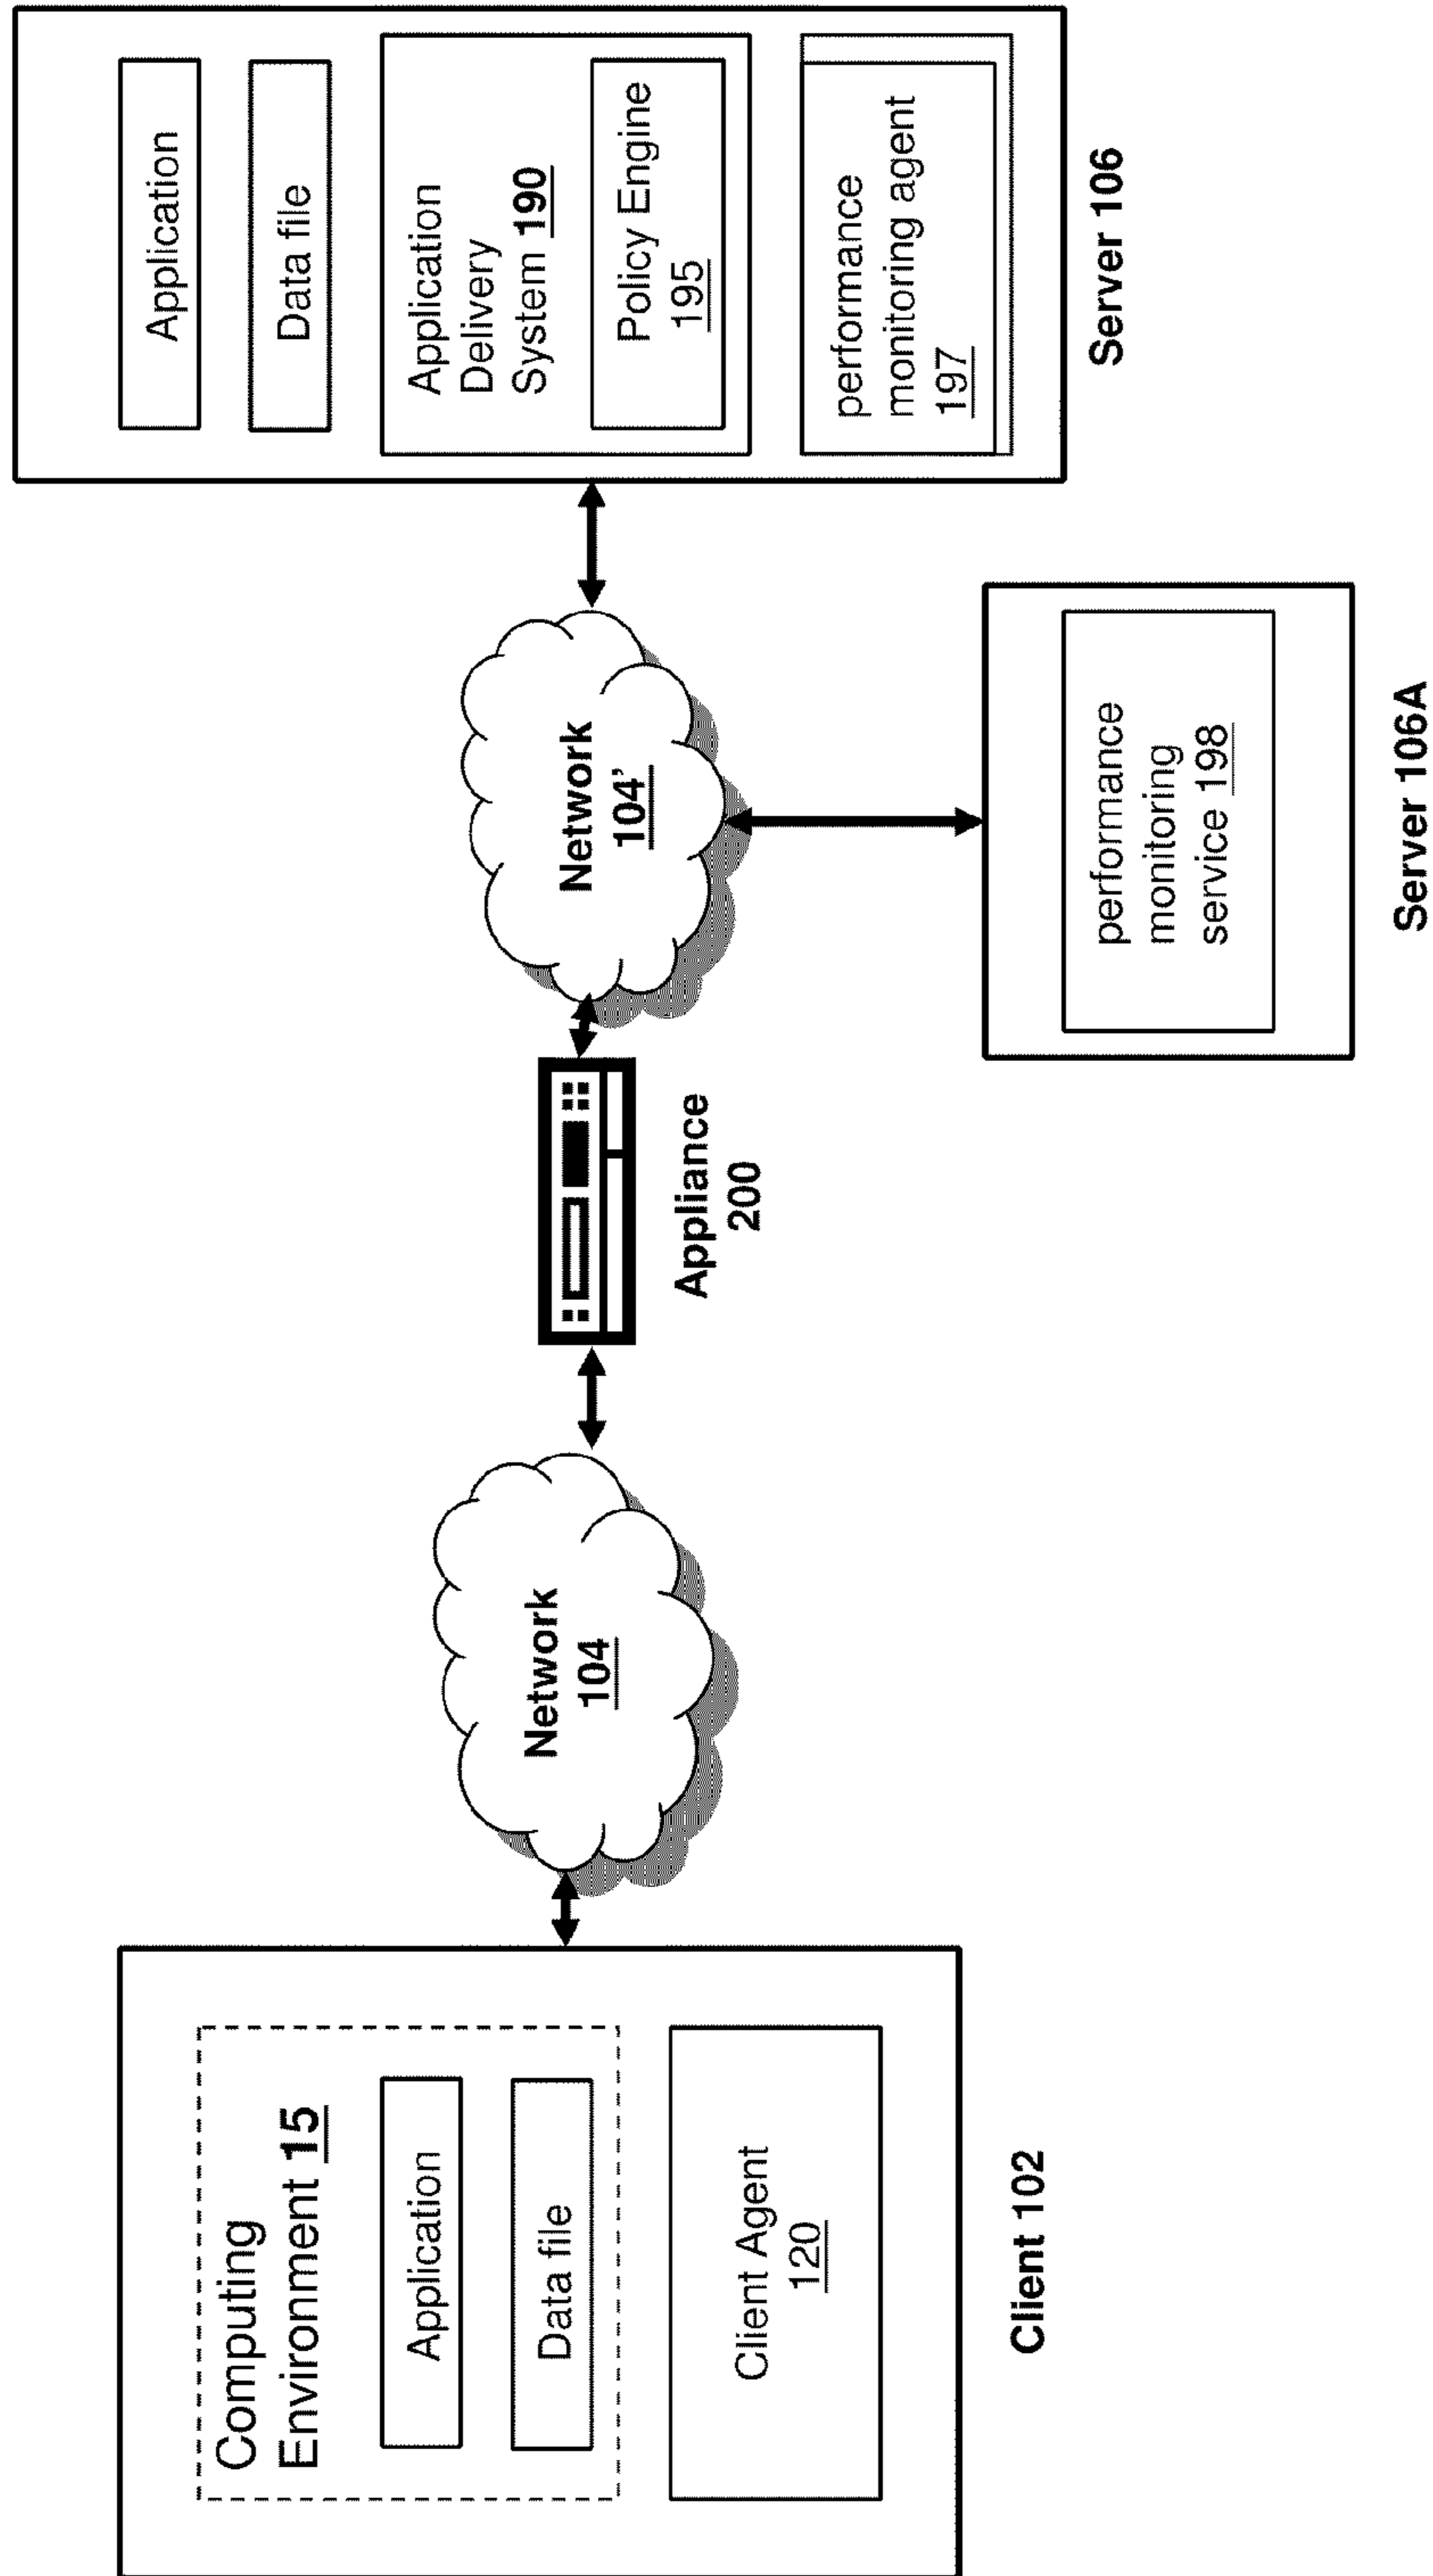 Computing
Environment 15
Application
Data file
Client Agent
120
Client 102
Network
104
Appliance
200
Network
104'
performance
monitoring
service 198
Server 106A
Application
Data file
Application
Delivery
System 190
Policy Engine
195
performance
monitoring agent
197
Server 106